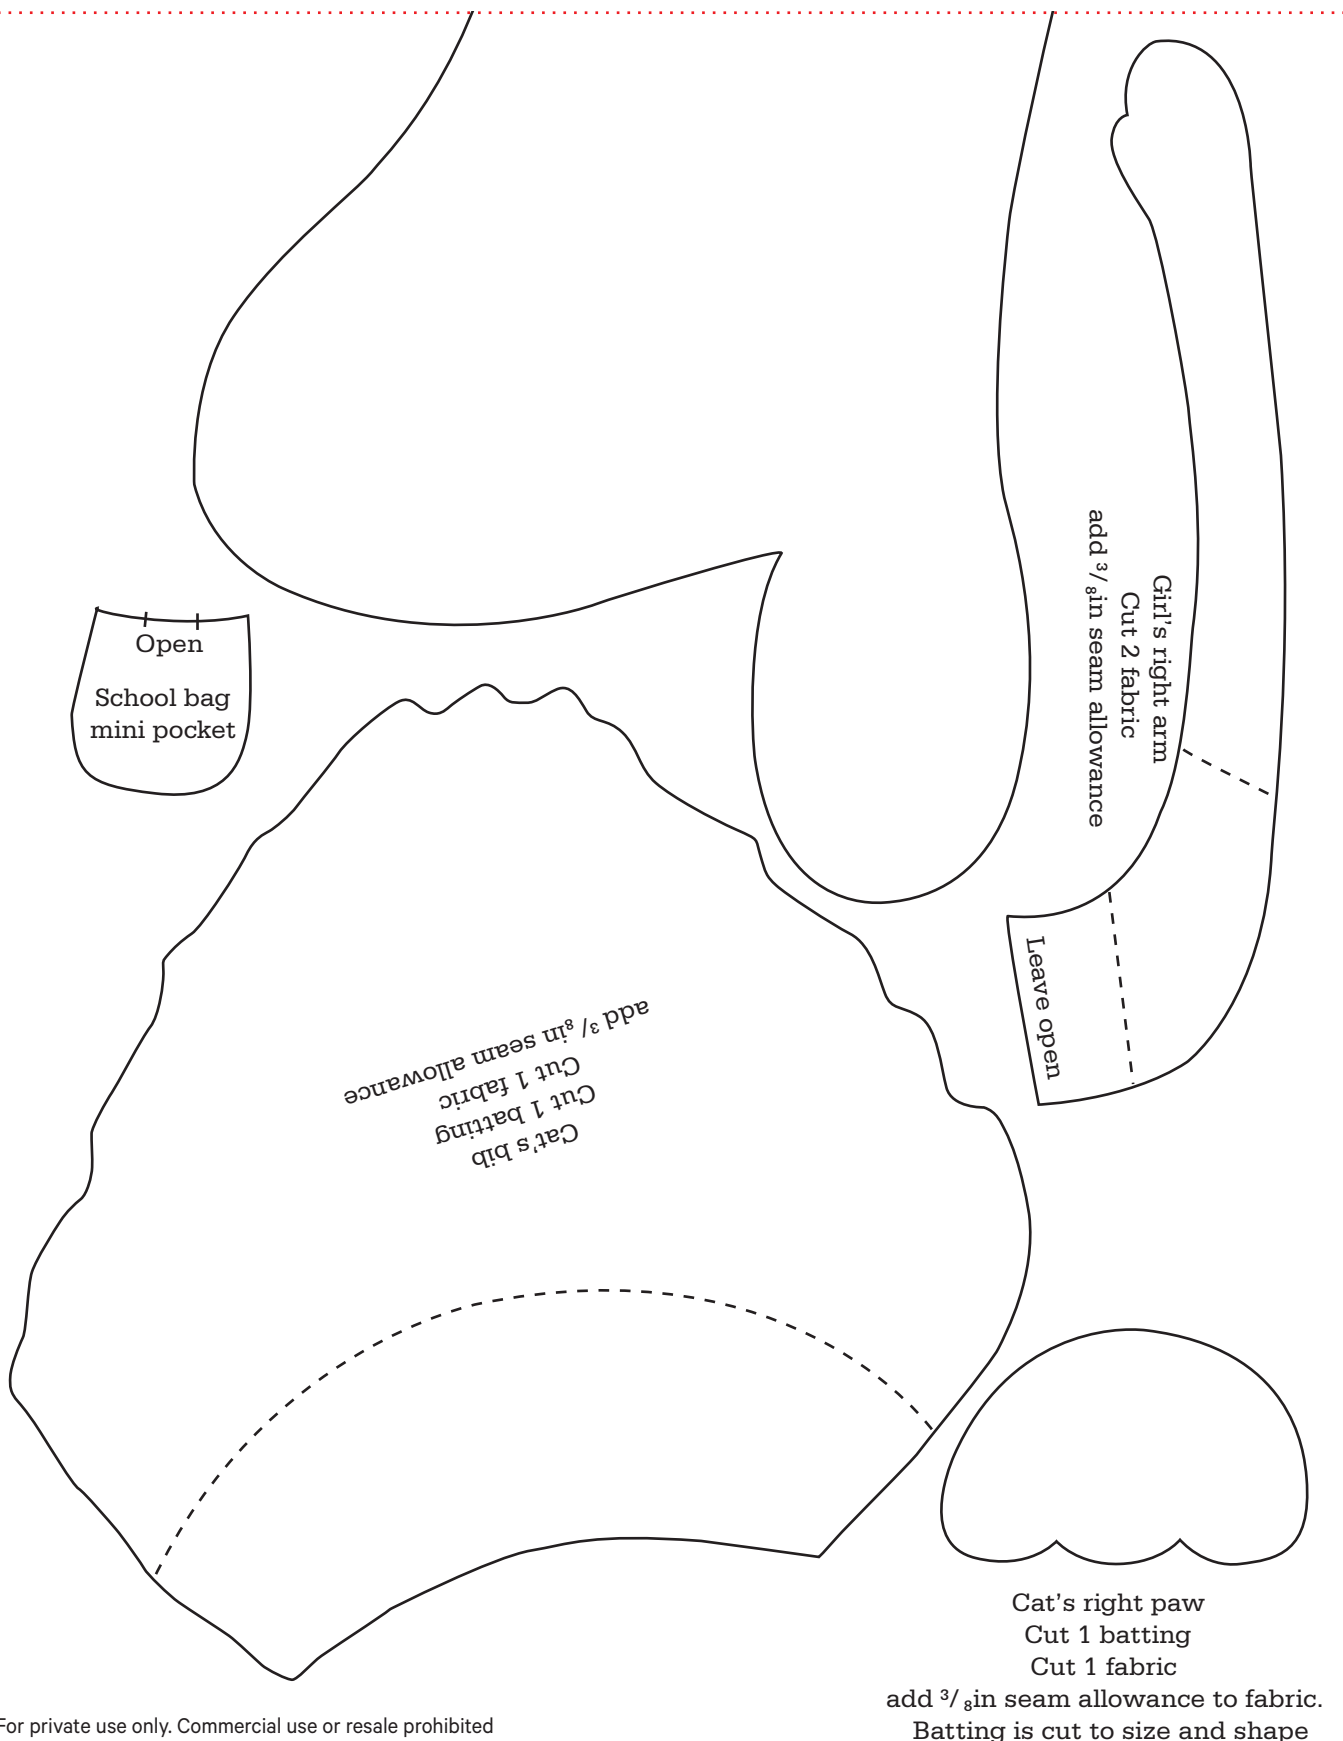 Open
School bag
mini pocket
Girl's right arm
Cut 2 fabric
add 3/8in seam allowance
Leave open
Cat's bib
Cut 1 batting
Cut 1 fabric
add 3/8in seam allowance
Cat's right paw
Cut 1 batting
Cut 1 fabric
add 3/8in seam allowance to fabric.
Batting is cut to size and shape
For private use only. Commercial use or resale prohibited